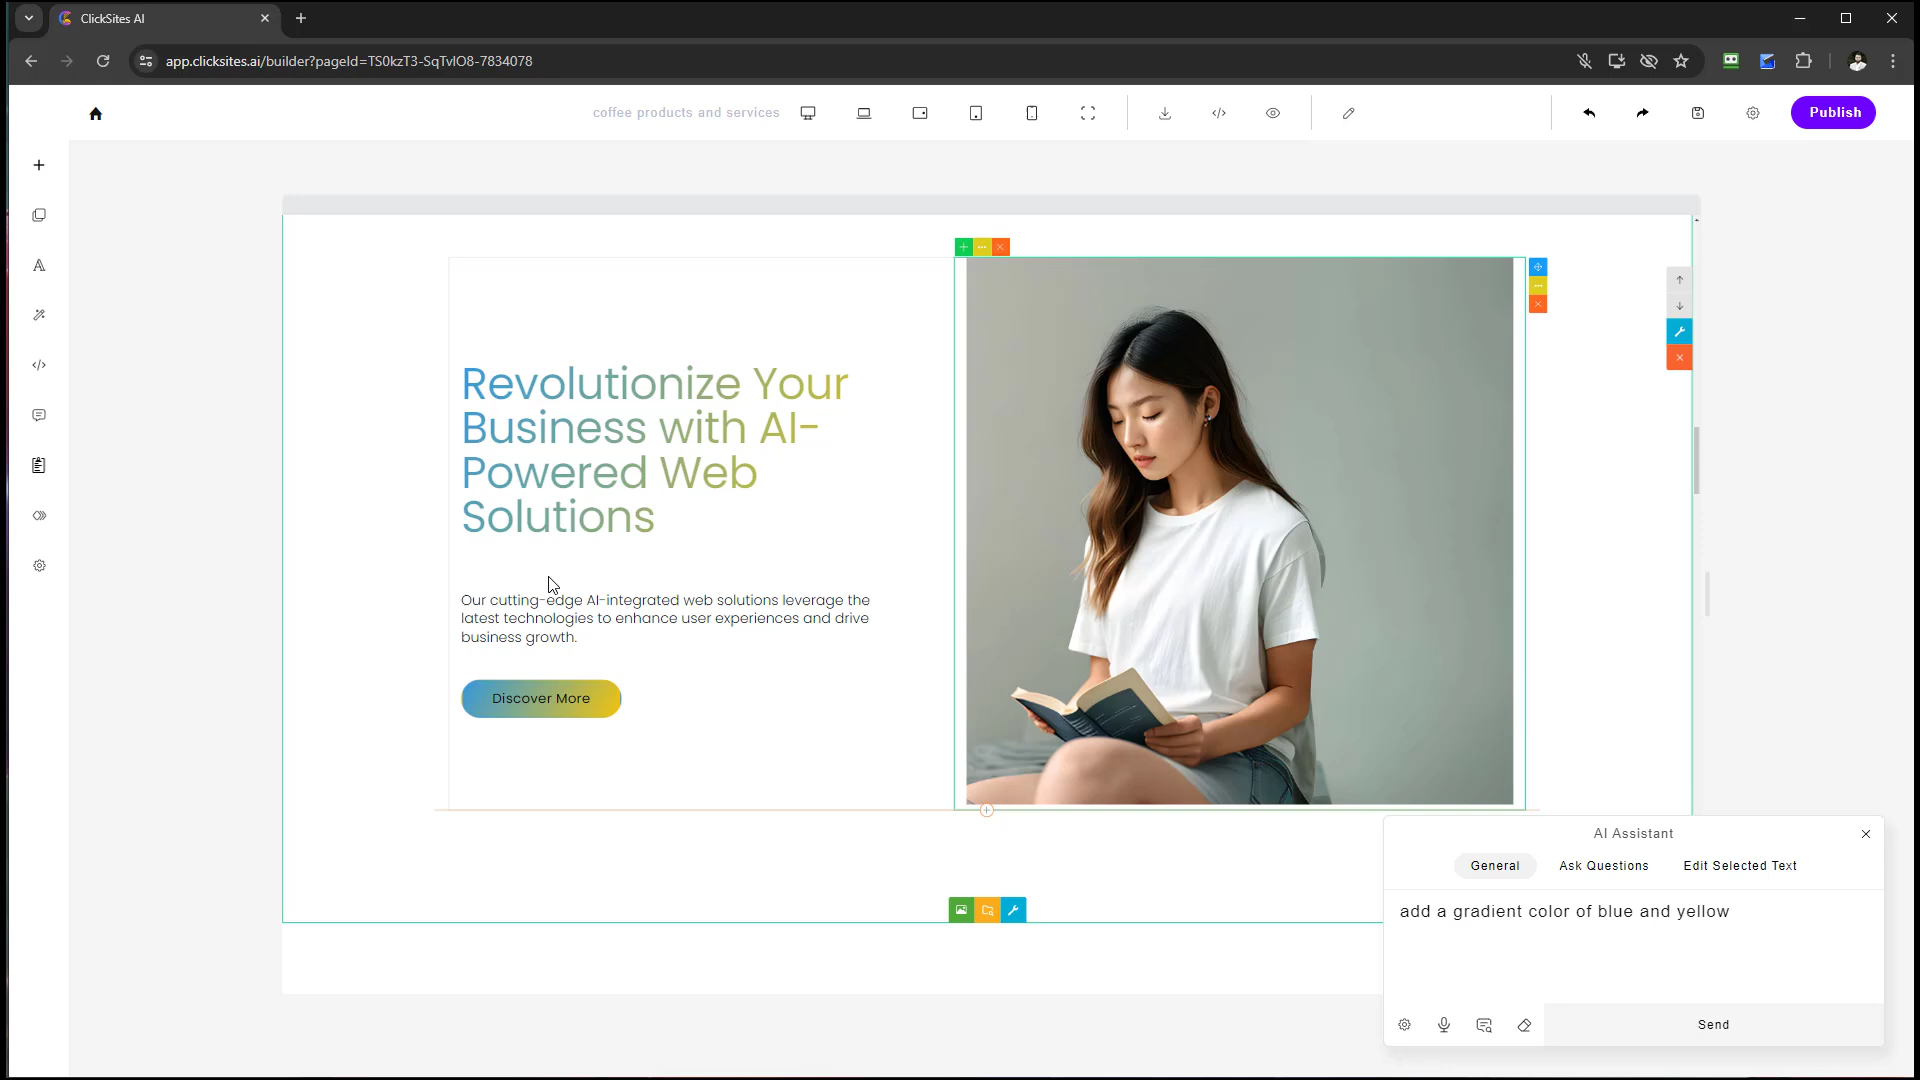 ClickSites AI
app.clicksites.ai/builder?pageId=TS0kzT3-SqTvlO8-7834078
coffee products and services
Publish
Revolutionize Your
Business with AI-
Powered Web
Solutions
Our cutting-edge AI-integrated web solutions leverage the
latest technologies to enhance user experiences and drive
business growth.
Discover More
AI Assistant
General Ask Questions Edit Selected Text
add a gradient color of blue and yellow
Send